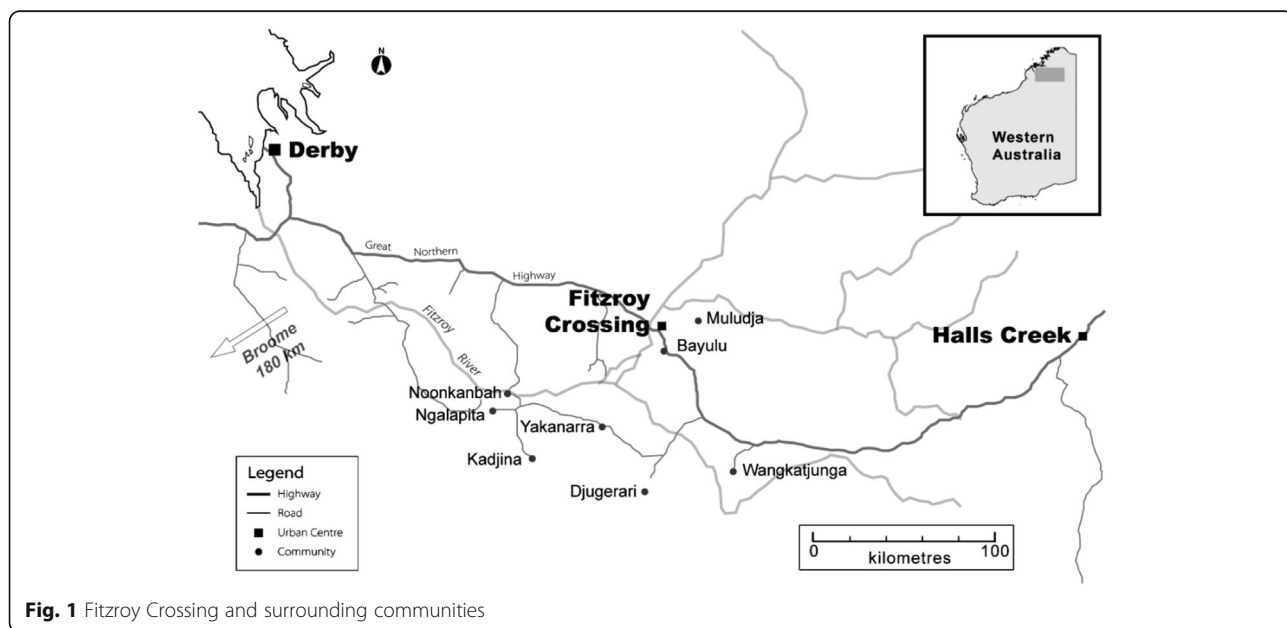 N
Derby
Western
Australia
Great Northern Highway
Fitzroy
Crossing
Muludja
Halls Creek
Bayulu
Fitzroy
River
Broome
180 km
Noonkanbah
Ngalapita
Yakanarra
Kadjina
Wangkatjunga
Djugerari
Legend
Highway
Road
Urban Centre
Community
0 100
kilometres
Fig. 1 Fitzroy Crossing and surrounding communities